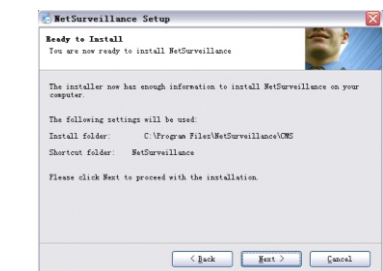 NetSurveillance Setup
Ready to Install
You are now ready to install NetSurveillance
The installer now has enough information to install NetSurveillance on your
computer.
The following settings will be used:
Install folder: C:\Program Files\NetSurveillance\CMS
Shortcut folder: NetSurveillance
Please click Next to proceed with the installation.
< Back
Next >
Cancel